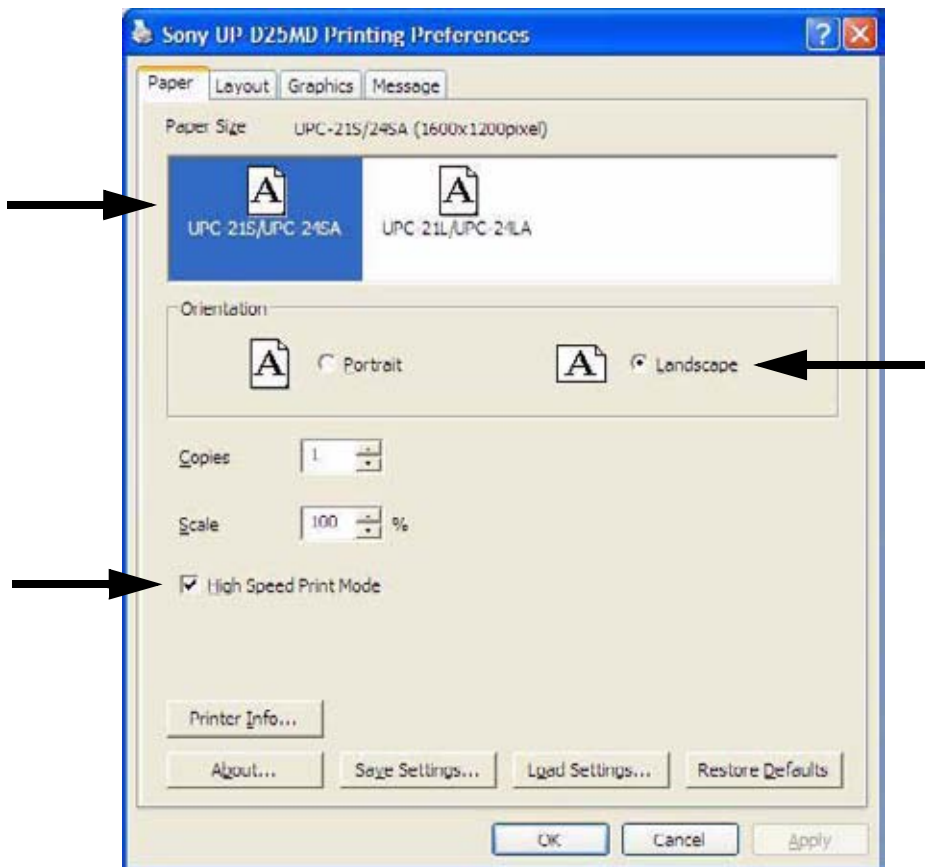 Sony UP D25MD Printing Preferences
Paper Layout Graphics Message
Paper Size UPC-21S/24SA (1600x1200pixel)
A A
UPC-21S/UPC-24SA UPC-21L/UPC-24LA
Orientation
A Portrait A Landscape
Copies 1
Scale 100 %
High Speed Print Mode
Printer Info...
About... Save Settings... Load Settings... Restore Defaults
OK Cancel Apply